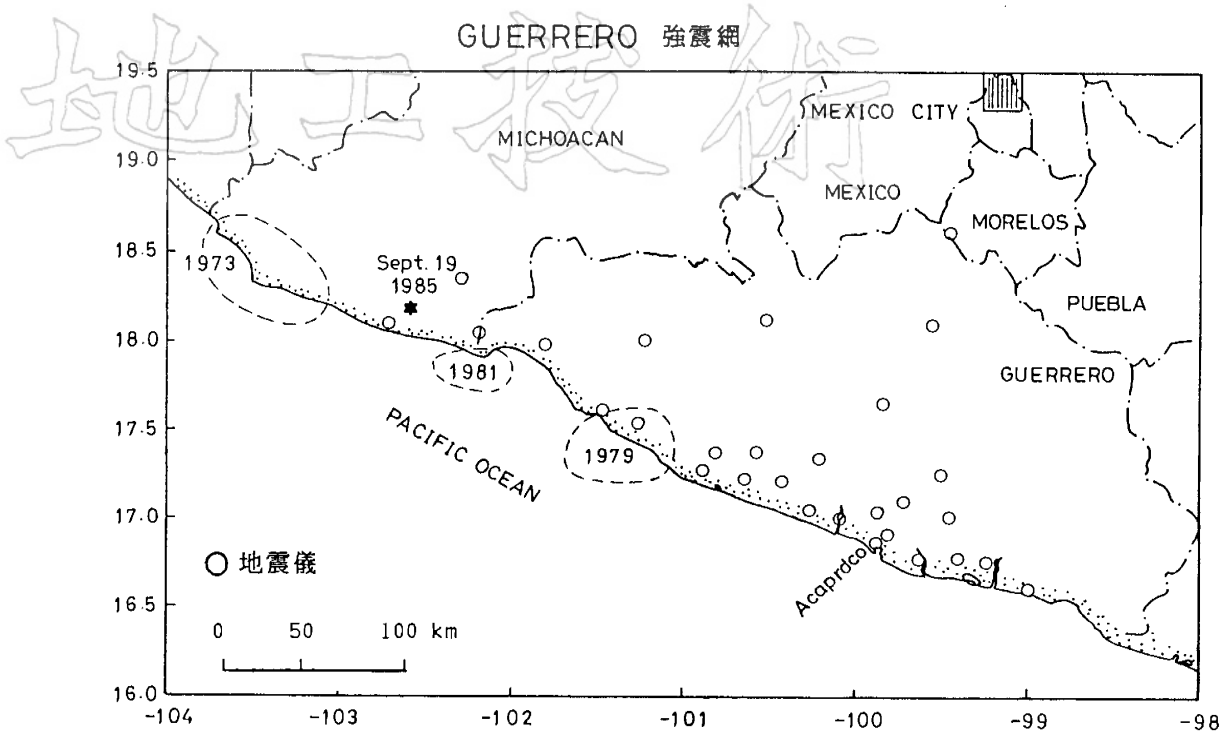 地工技術
GUERRERO 強震網
19.5
19.0
18.5
18.0
17.5
17.0
16.5
16.0
-104
-103
-102
-101
-100
-99
-98
MICHOACAN
MEXICO CITY
MEXICO
MORELOS
PUEBLA
GUERRERO
1973
Sept. 19
1985
1981
1979
PACIFIC OCEAN
Acaprdco
○ 地震儀
0 50 100 km